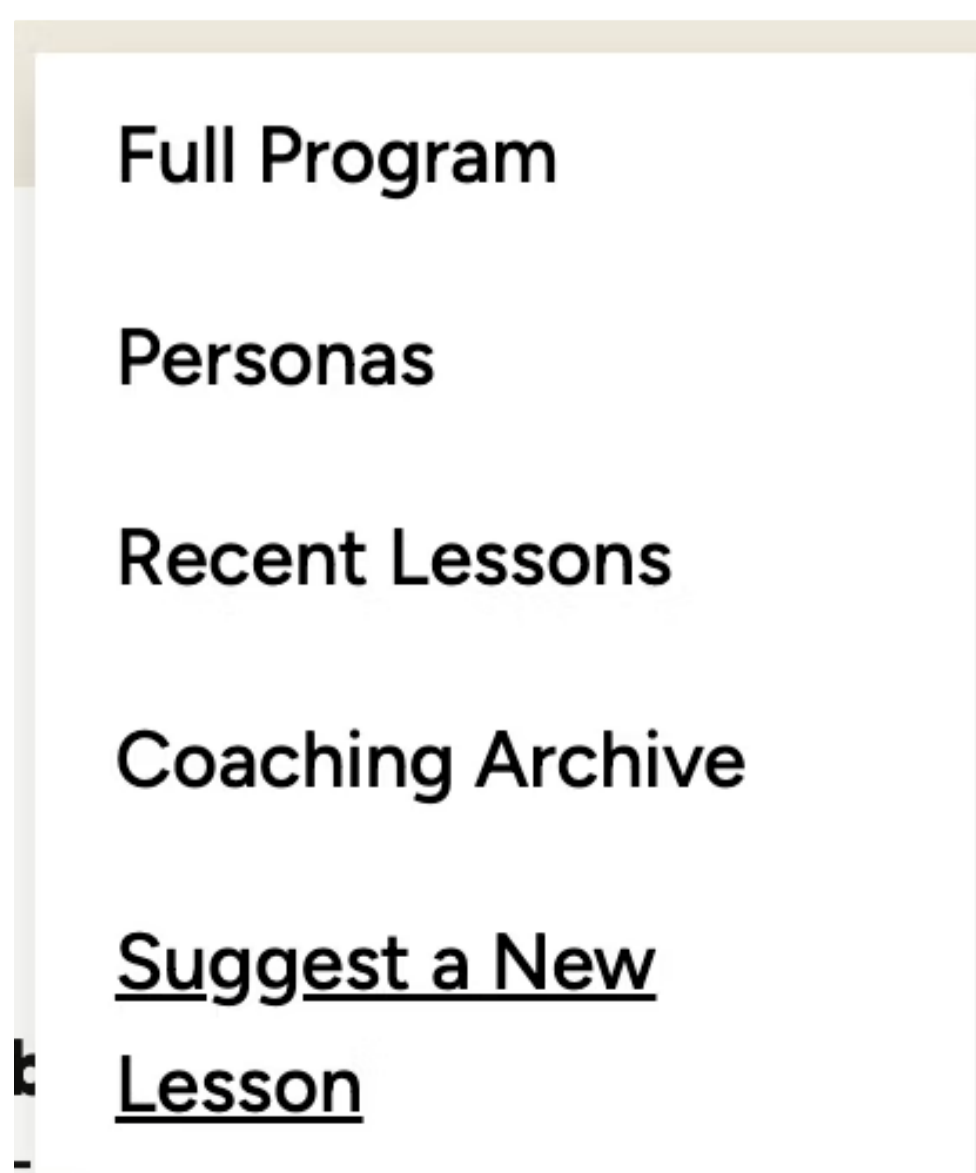 Full Program
Personas
Recent Lessons
Coaching Archive
Suggest a New
Lesson